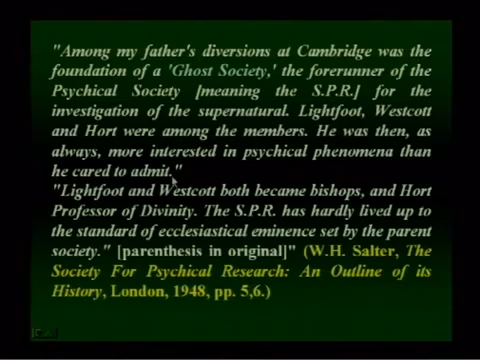 "Among my father's diversions at Cambridge was the
foundation of a 'Ghost Society,' the forerunner of the
Psychical Society [meaning the S.P.R.] for the
investigation of the supernatural. Lightfoot, Westcott
and Hort were among the members. He was then, as
always, more interested in psychical phenomena than
he cared to admit."
"Lightfoot and Westcott both became bishops, and Hort
Professor of Divinity. The S.P.R. has hardly lived up to
the standard of ecclesiastical eminence set by the parent
society." [parenthesis in original]" (W.H. Salter, The
Society For Psychical Research: An Outline of its
History, London, 1948, pp. 5,6.)